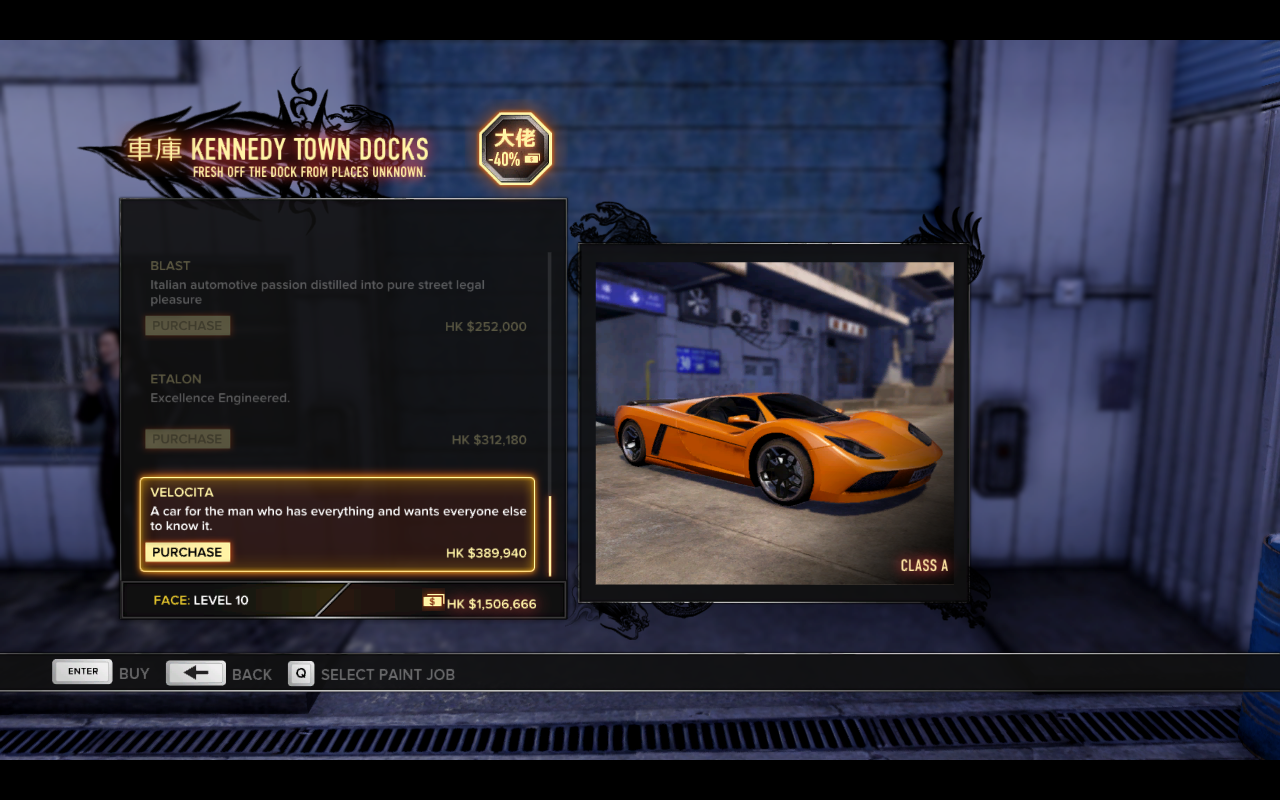 車庫 KENNEDY TOWN DOCKS
FRESH OFF THE DOCK FROM PLACES UNKNOWN.
大佬
-40%
BLAST
Italian automotive passion distilled into pure street legal
pleasure
PURCHASE HK $252,000
ETALON
Excellence Engineered.
PURCHASE HK $312,180
VELOCITA
A car for the man who has everything and wants everyone else
to know it.
PURCHASE HK $389,940
FACE: LEVEL 10 $ HK $1,506,666
CLASS A
ENTER BUY BACK Q SELECT PAINT JOB